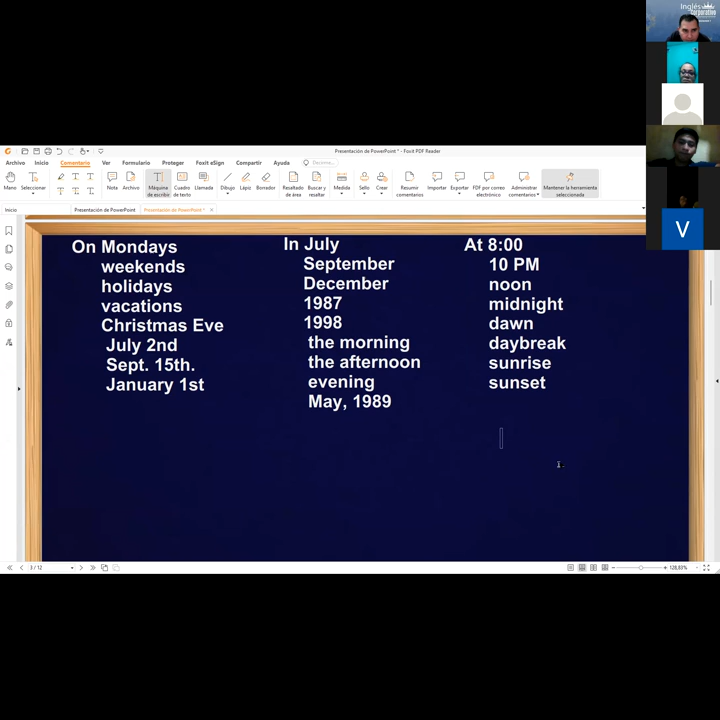 Inglés
Corporativo
Presentación de PowerPoint * - Foxit PDF Reader
Archivo Inicio Comentario Ver Formulario Proteger Foxit eSign Compartir Ayuda
Mano Seleccionar Nota Archivo Máquina de escribir Cuadro de texto Llamada Dibujo Lápiz Borrador Resaltado de área Buscar y resaltar Medida Sello Crear Resumir comentarios Importar Exportar PDF por correo electrónico Administrar comentarios Mantener la herramienta seleccionada
Inicio Presentación de PowerPoint Presentación de PowerPoint *
V
On Mondays
weekends
holidays
vacations
Christmas Eve
July 2nd
Sept. 15th.
January 1st
In July
September
December
1987
1998
the morning
the afternoon
evening
May, 1989
At 8:00
10 PM
noon
midnight
dawn
daybreak
sunrise
sunset
3 / 12
128,83%